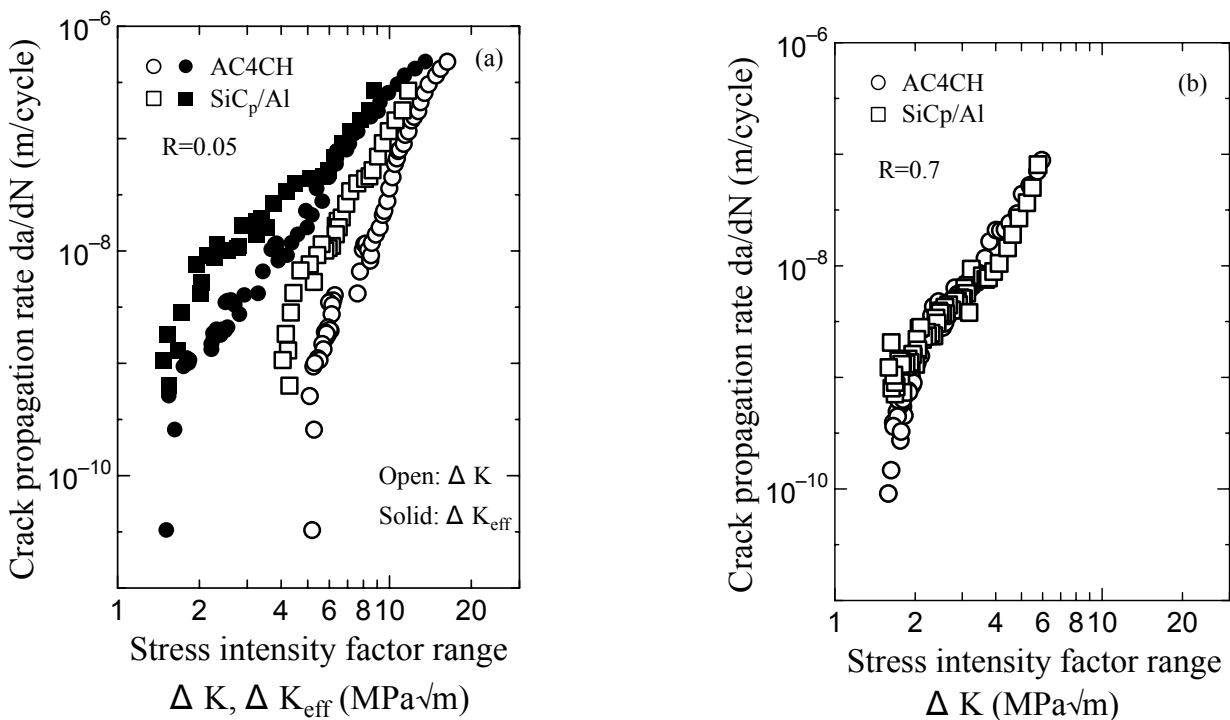 10⁻⁶
(a)
AC4CH
SiCₚ/Al
R=0.05
10⁻⁸
10⁻¹⁰
Open: Δ K
Solid: Δ K_eff
Crack propagation rate da/dN (m/cycle)
1 2 4 6 8 10 20
Stress intensity factor range
Δ K, Δ K_eff (MPa√m)
10⁻⁶
(b)
AC4CH
SiCp/Al
R=0.7
10⁻⁸
10⁻¹⁰
Crack propagation rate da/dN (m/cycle)
1 2 4 6 8 10 20
Stress intensity factor range
Δ K (MPa√m)